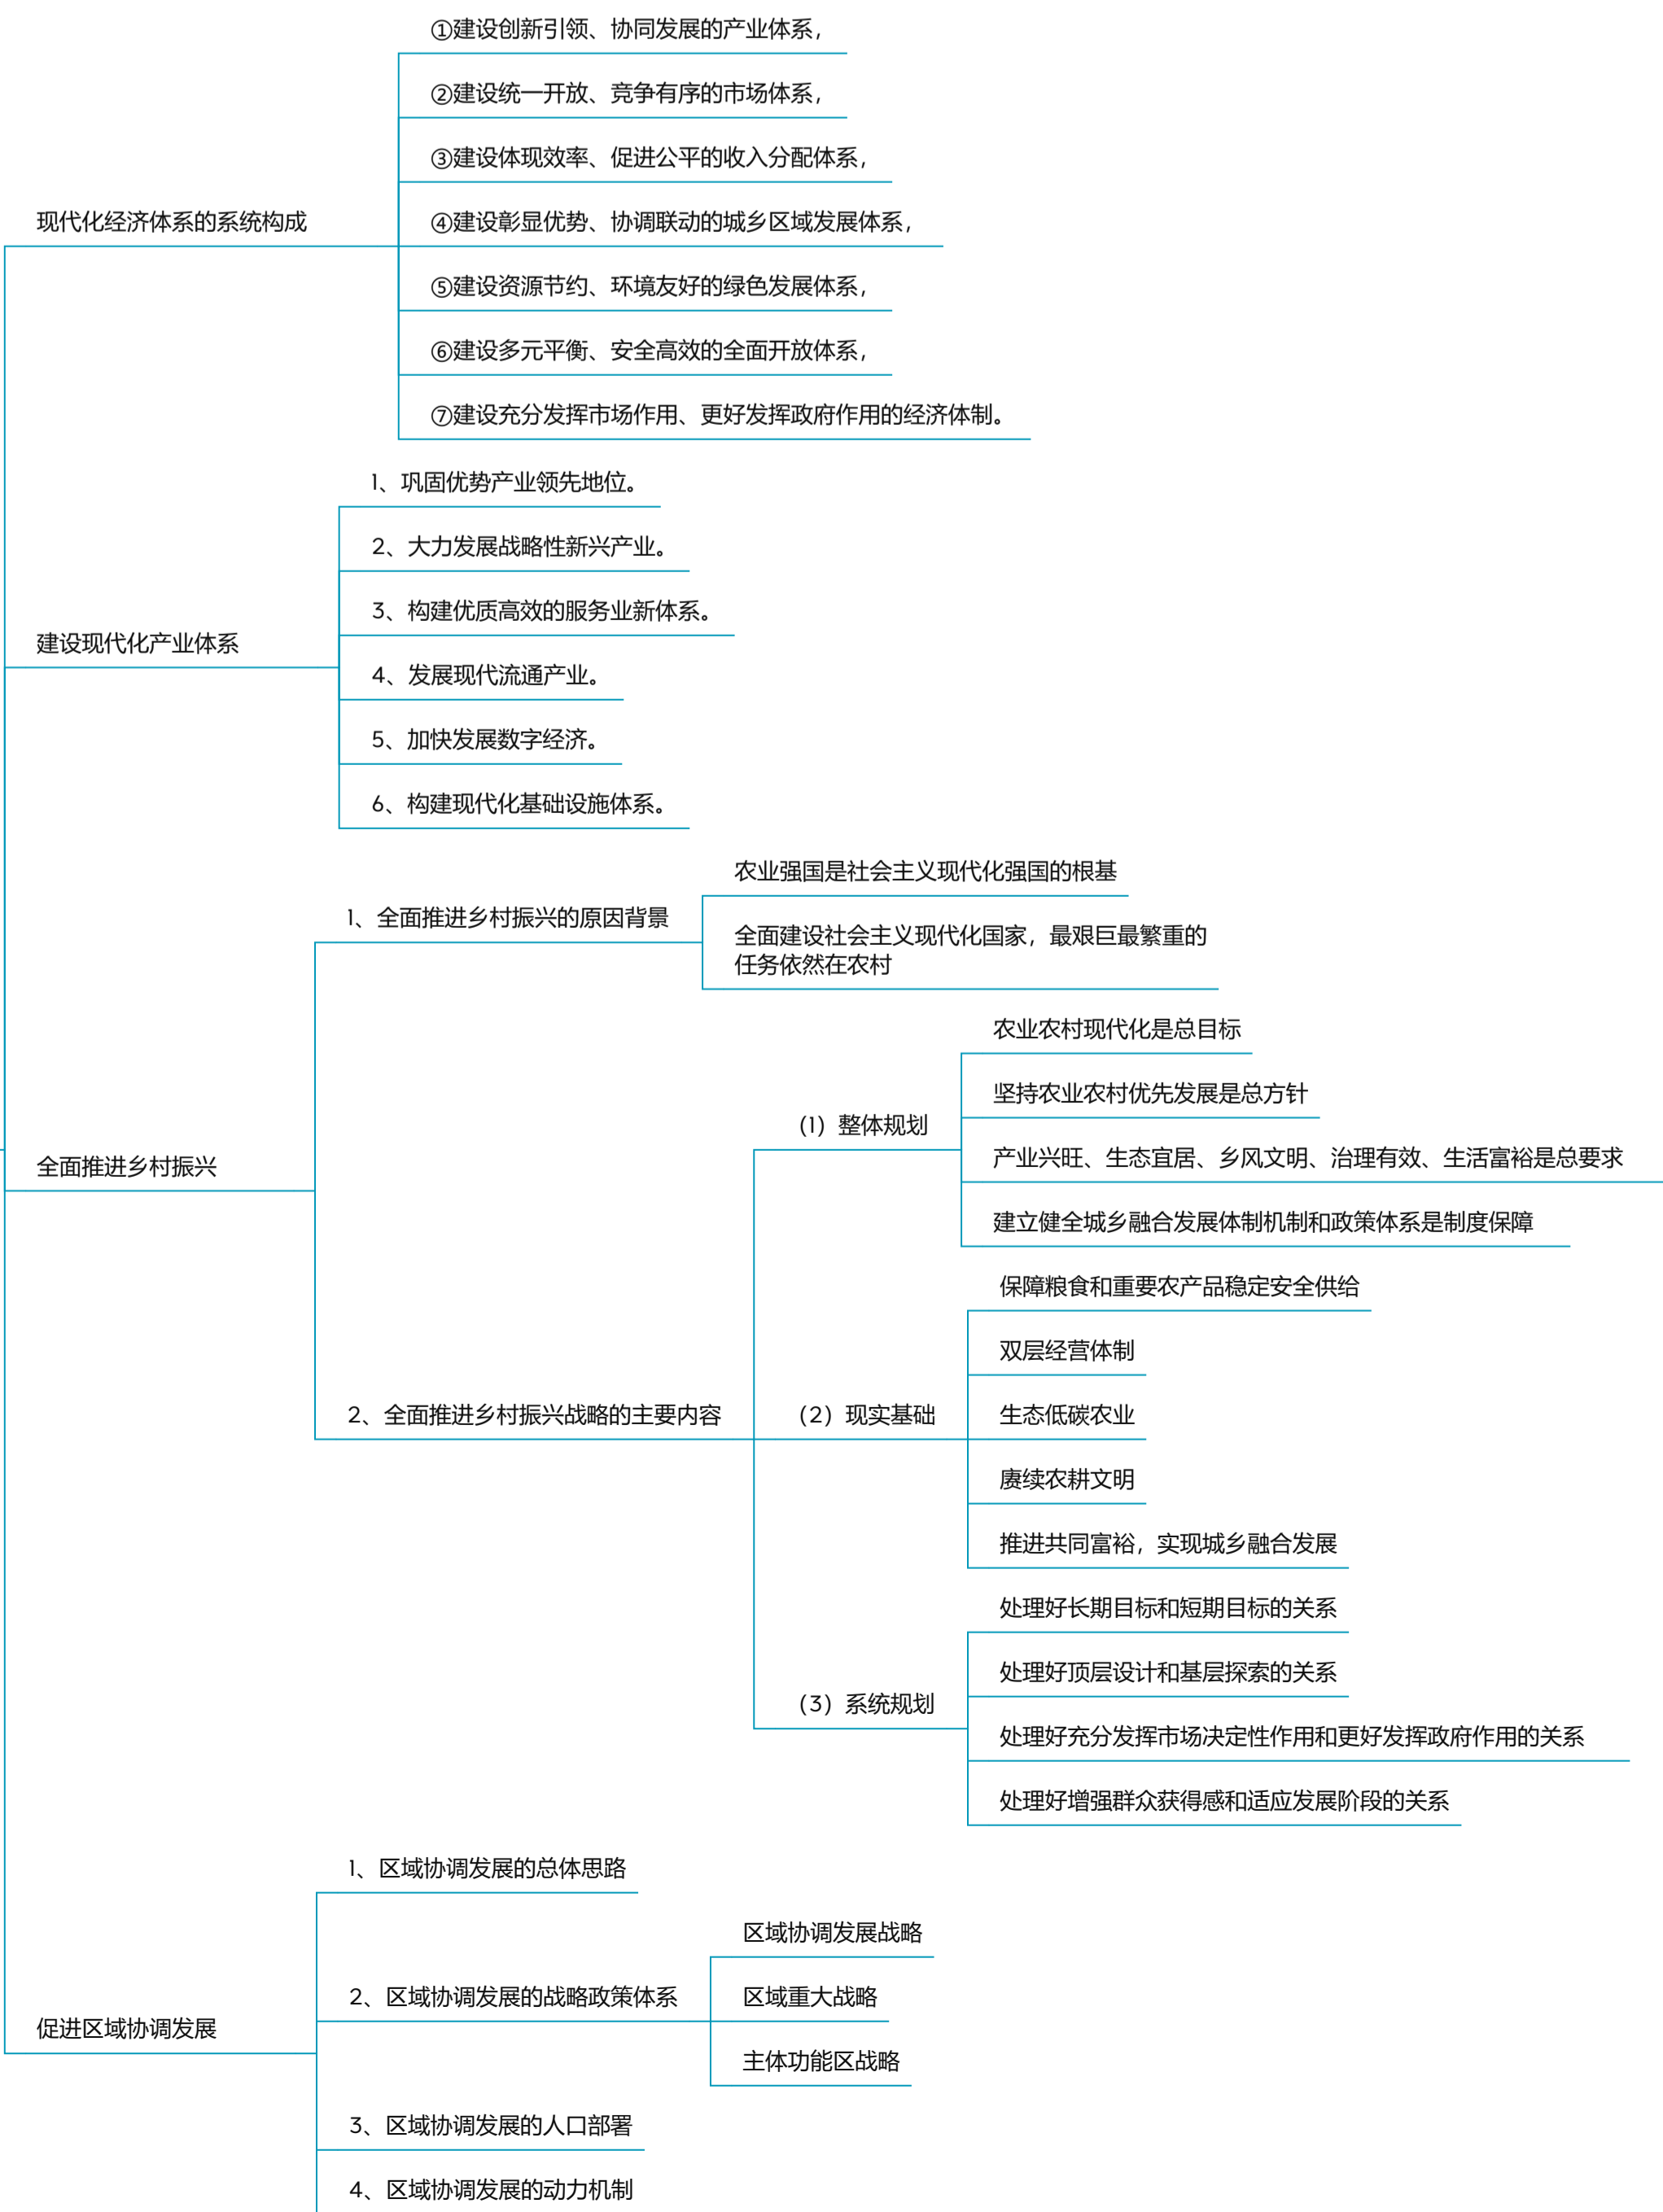 现代化经济体系的系统构成
①建设创新引领、协同发展的产业体系，
②建设统一开放、竞争有序的市场体系，
③建设体现效率、促进公平的收入分配体系，
④建设彰显优势、协调联动的城乡区域发展体系，
⑤建设资源节约、环境友好的绿色发展体系，
⑥建设多元平衡、安全高效的全面开放体系，
⑦建设充分发挥市场作用、更好发挥政府作用的经济体制。
建设现代化产业体系
1、巩固优势产业领先地位。
2、大力发展战略性新兴产业。
3、构建优质高效的服务业新体系。
4、发展现代流通产业。
5、加快发展数字经济。
6、构建现代化基础设施体系。
全面推进乡村振兴
1、全面推进乡村振兴的原因背景
农业强国是社会主义现代化强国的根基
全面建设社会主义现代化国家，最艰巨最繁重的
任务依然在农村
2、全面推进乡村振兴战略的主要内容
（1）整体规划
农业农村现代化是总目标
坚持农业农村优先发展是总方针
产业兴旺、生态宜居、乡风文明、治理有效、生活富裕是总要求
建立健全城乡融合发展体制机制和政策体系是制度保障
（2）现实基础
保障粮食和重要农产品稳定安全供给
双层经营体制
生态低碳农业
赓续农耕文明
推进共同富裕，实现城乡融合发展
（3）系统规划
处理好长期目标和短期目标的关系
处理好顶层设计和基层探索的关系
处理好充分发挥市场决定性作用和更好发挥政府作用的关系
处理好增强群众获得感和适应发展阶段的关系
促进区域协调发展
1、区域协调发展的总体思路
2、区域协调发展的战略政策体系
区域协调发展战略
区域重大战略
主体功能区战略
3、区域协调发展的人口部署
4、区域协调发展的动力机制